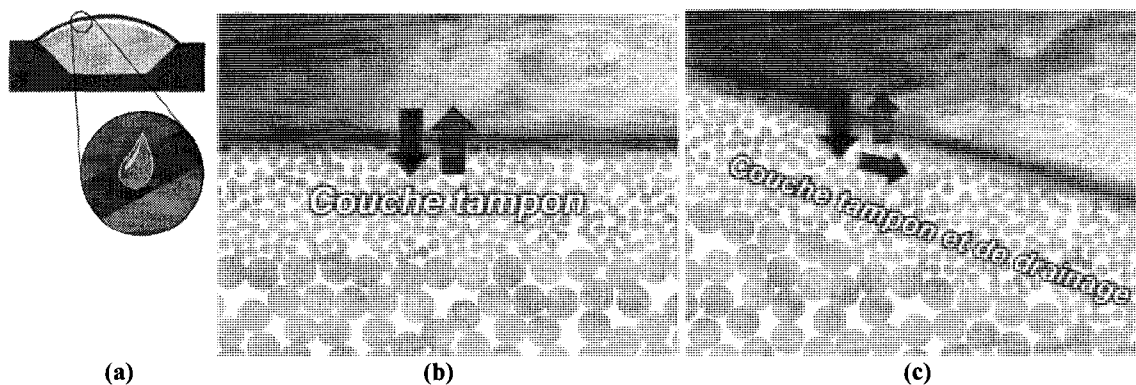 Couche tampon
Couche tampon et de drainage
(a)
(b)
(c)